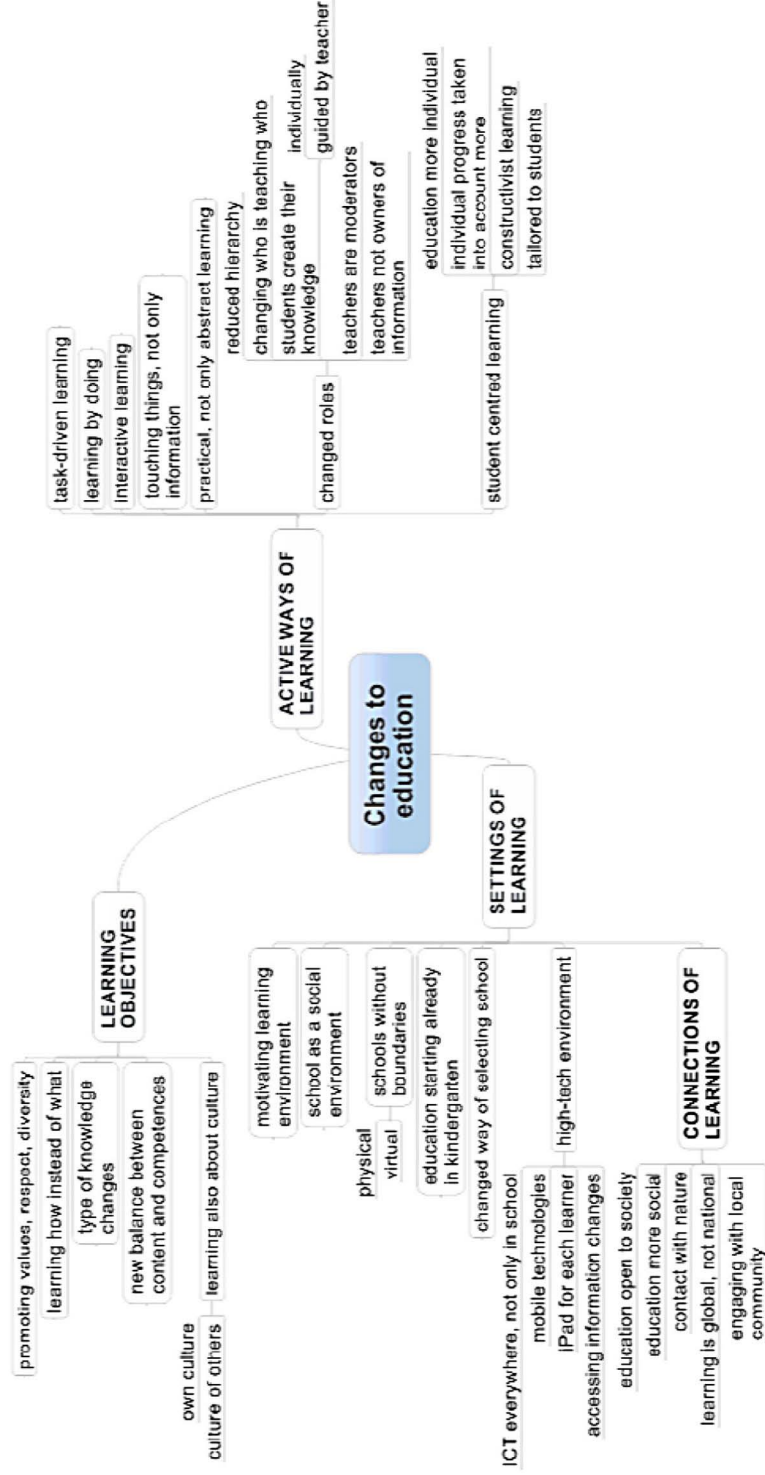 Changes to
education
LEARNING
OBJECTIVES
promoting values, respect, diversity
learning how instead of what
type of knowledge
changes
new balance between
content and competences
learning also about culture
own culture
culture of others
ACTIVE WAYS OF
LEARNING
task-driven learning
learning by doing
interactive learning
touching things, not only
information
practical, not only abstract learning
changed roles
reduced hierarchy
changing who is teaching who
students create their
knowledge
individually
guided by teacher
teachers are moderators
teachers not owners of
information
student centred learning
education more individual
individual progress taken
into account more
constructivist learning
tailored to students
SETTINGS OF
LEARNING
motivating learning
environment
school as a social
environment
schools without
boundaries
physical
virtual
education starting already
in kindergarten
changed way of selecting school
high-tech environment
ICT everywhere, not only in school
mobile technologies
iPad for each learner
accessing information changes
CONNECTIONS OF
LEARNING
education open to society
education more social
contact with nature
learning is global, not national
engaging with local
community